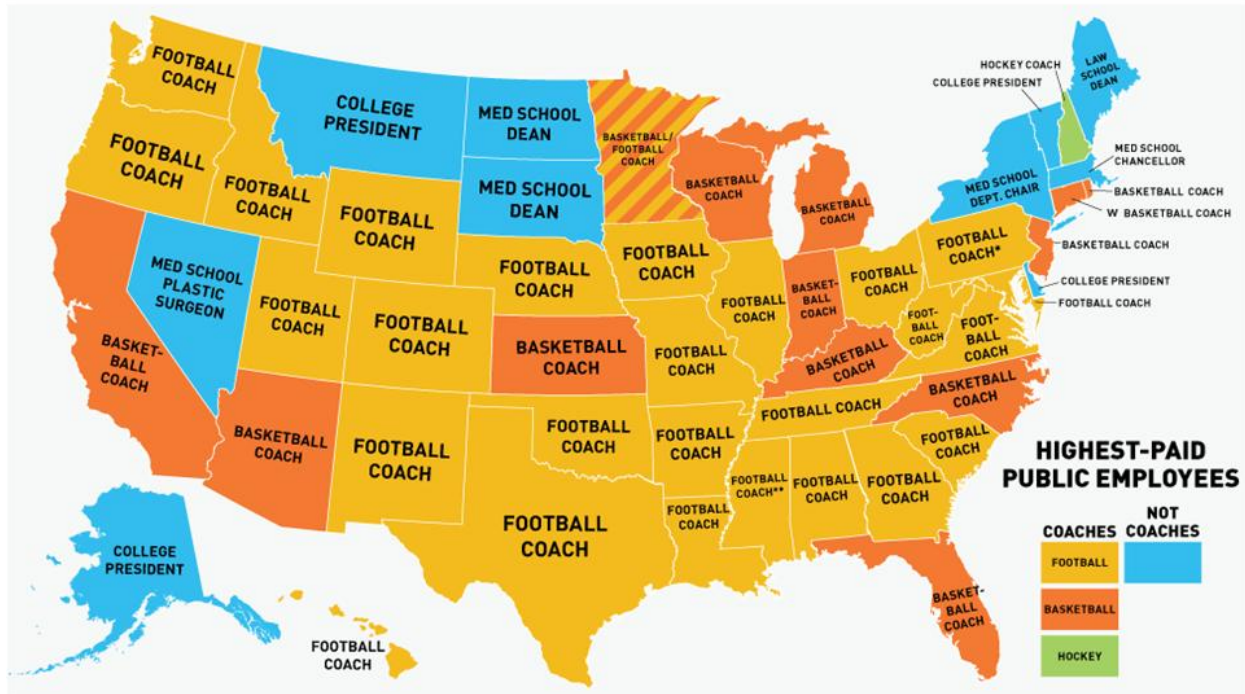 FOOTBALL
COACH
COLLEGE
PRESIDENT
MED SCHOOL
DEAN
BASKETBALL/
FOOTBALL
COACH
HOCKEY COACH
COLLEGE PRESIDENT
LAW
SCHOOL
DEAN
FOOTBALL
COACH
FOOTBALL
COACH
FOOTBALL
COACH
MED SCHOOL
DEAN
BASKETBALL
COACH
BASKETBALL
COACH
MED SCHOOL
DEPT. CHAIR
MED SCHOOL
CHANCELLOR
BASKETBALL COACH
W BASKETBALL COACH
BASKETBALL COACH
COLLEGE PRESIDENT
FOOTBALL COACH
MED SCHOOL
PLASTIC
SURGEON
FOOTBALL
COACH
FOOTBALL
COACH
FOOTBALL
COACH
FOOTBALL
COACH
FOOTBALL
COACH
BASKET-
BALL
COACH
FOOTBALL
COACH
FOOTBALL
COACH*
FOOT-
BALL
COACH
FOOT-
BALL
COACH
BASKET-
BALL
COACH
BASKETBALL
COACH
FOOTBALL
COACH
BASKETBALL
COACH
BASKETBALL
COACH
BASKETBALL
COACH
FOOTBALL
COACH
FOOTBALL
COACH
FOOTBALL
COACH
FOOTBALL COACH
FOOTBALL
COACH
FOOTBALL
COACH
FOOTBALL
COACH
FOOTBALL
COACH**
FOOTBALL
COACH
FOOTBALL
COACH
BASKET-
BALL
COACH
COLLEGE
PRESIDENT
FOOTBALL
COACH
HIGHEST-PAID
PUBLIC EMPLOYEES
COACHES
NOT
COACHES
FOOTBALL
BASKETBALL
HOCKEY